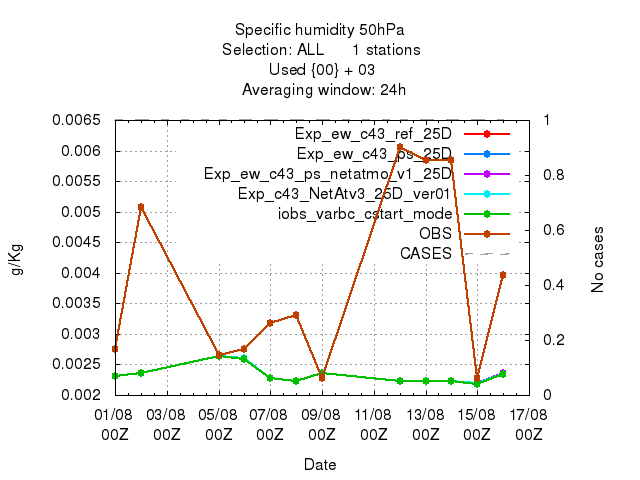 Specific humidity 50hPa
Selection: ALL 1 stations
Used {00} + 03
Averaging window: 24h
0.0065
0.006
0.0055
0.005
0.0045
0.004
0.0035
0.003
0.0025
0.002
g/Kg
Exp_ew_c43_ref_25D
Exp_ew_c43_ps_25D
Exp_ew_c43_ps_netatmo_v1_25D
Exp_c43_NetAtv3_25D_ver01
iobs_varbc_cstart_mode
OBS
CASES
1
0.8
0.6
0.4
0.2
0
No cases
01/08 03/08 05/08 07/08 09/08 11/08 13/08 15/08 17/08
00Z 00Z 00Z 00Z 00Z 00Z 00Z 00Z 00Z
Date